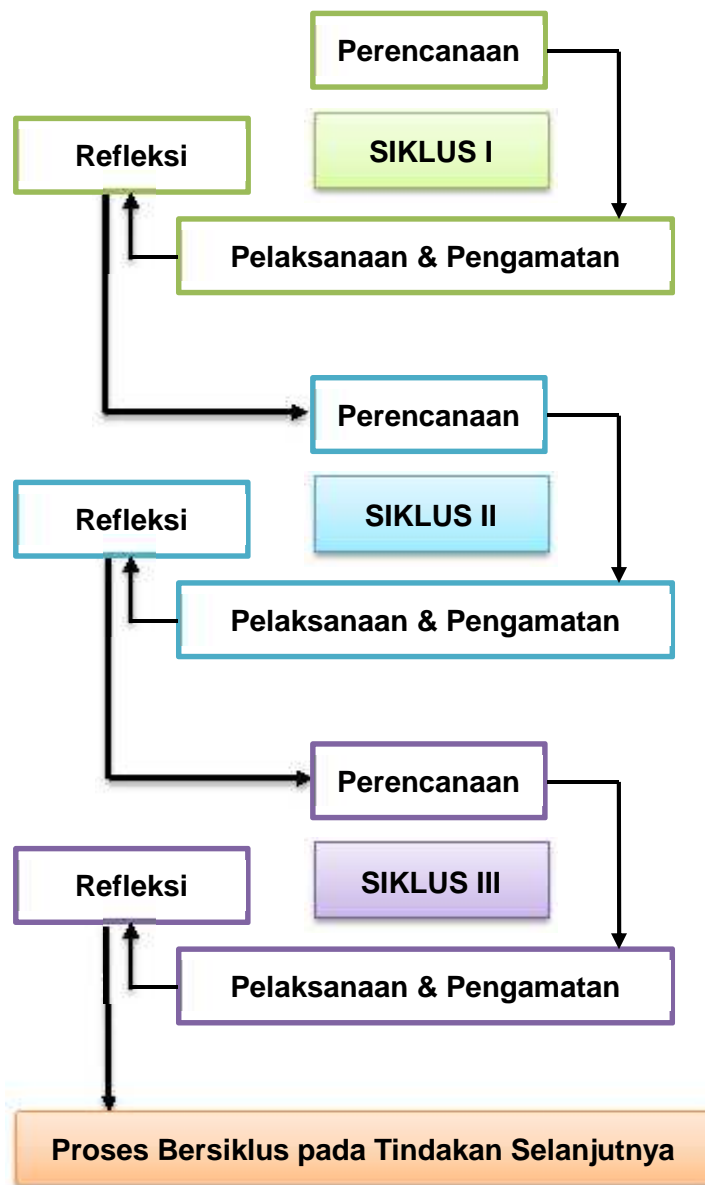 Perencanaan
Refleksi
SIKLUS I
Pelaksanaan & Pengamatan
Perencanaan
Refleksi
SIKLUS II
Pelaksanaan & Pengamatan
Perencanaan
Refleksi
SIKLUS III
Pelaksanaan & Pengamatan
Proses Bersiklus pada Tindakan Selanjutnya